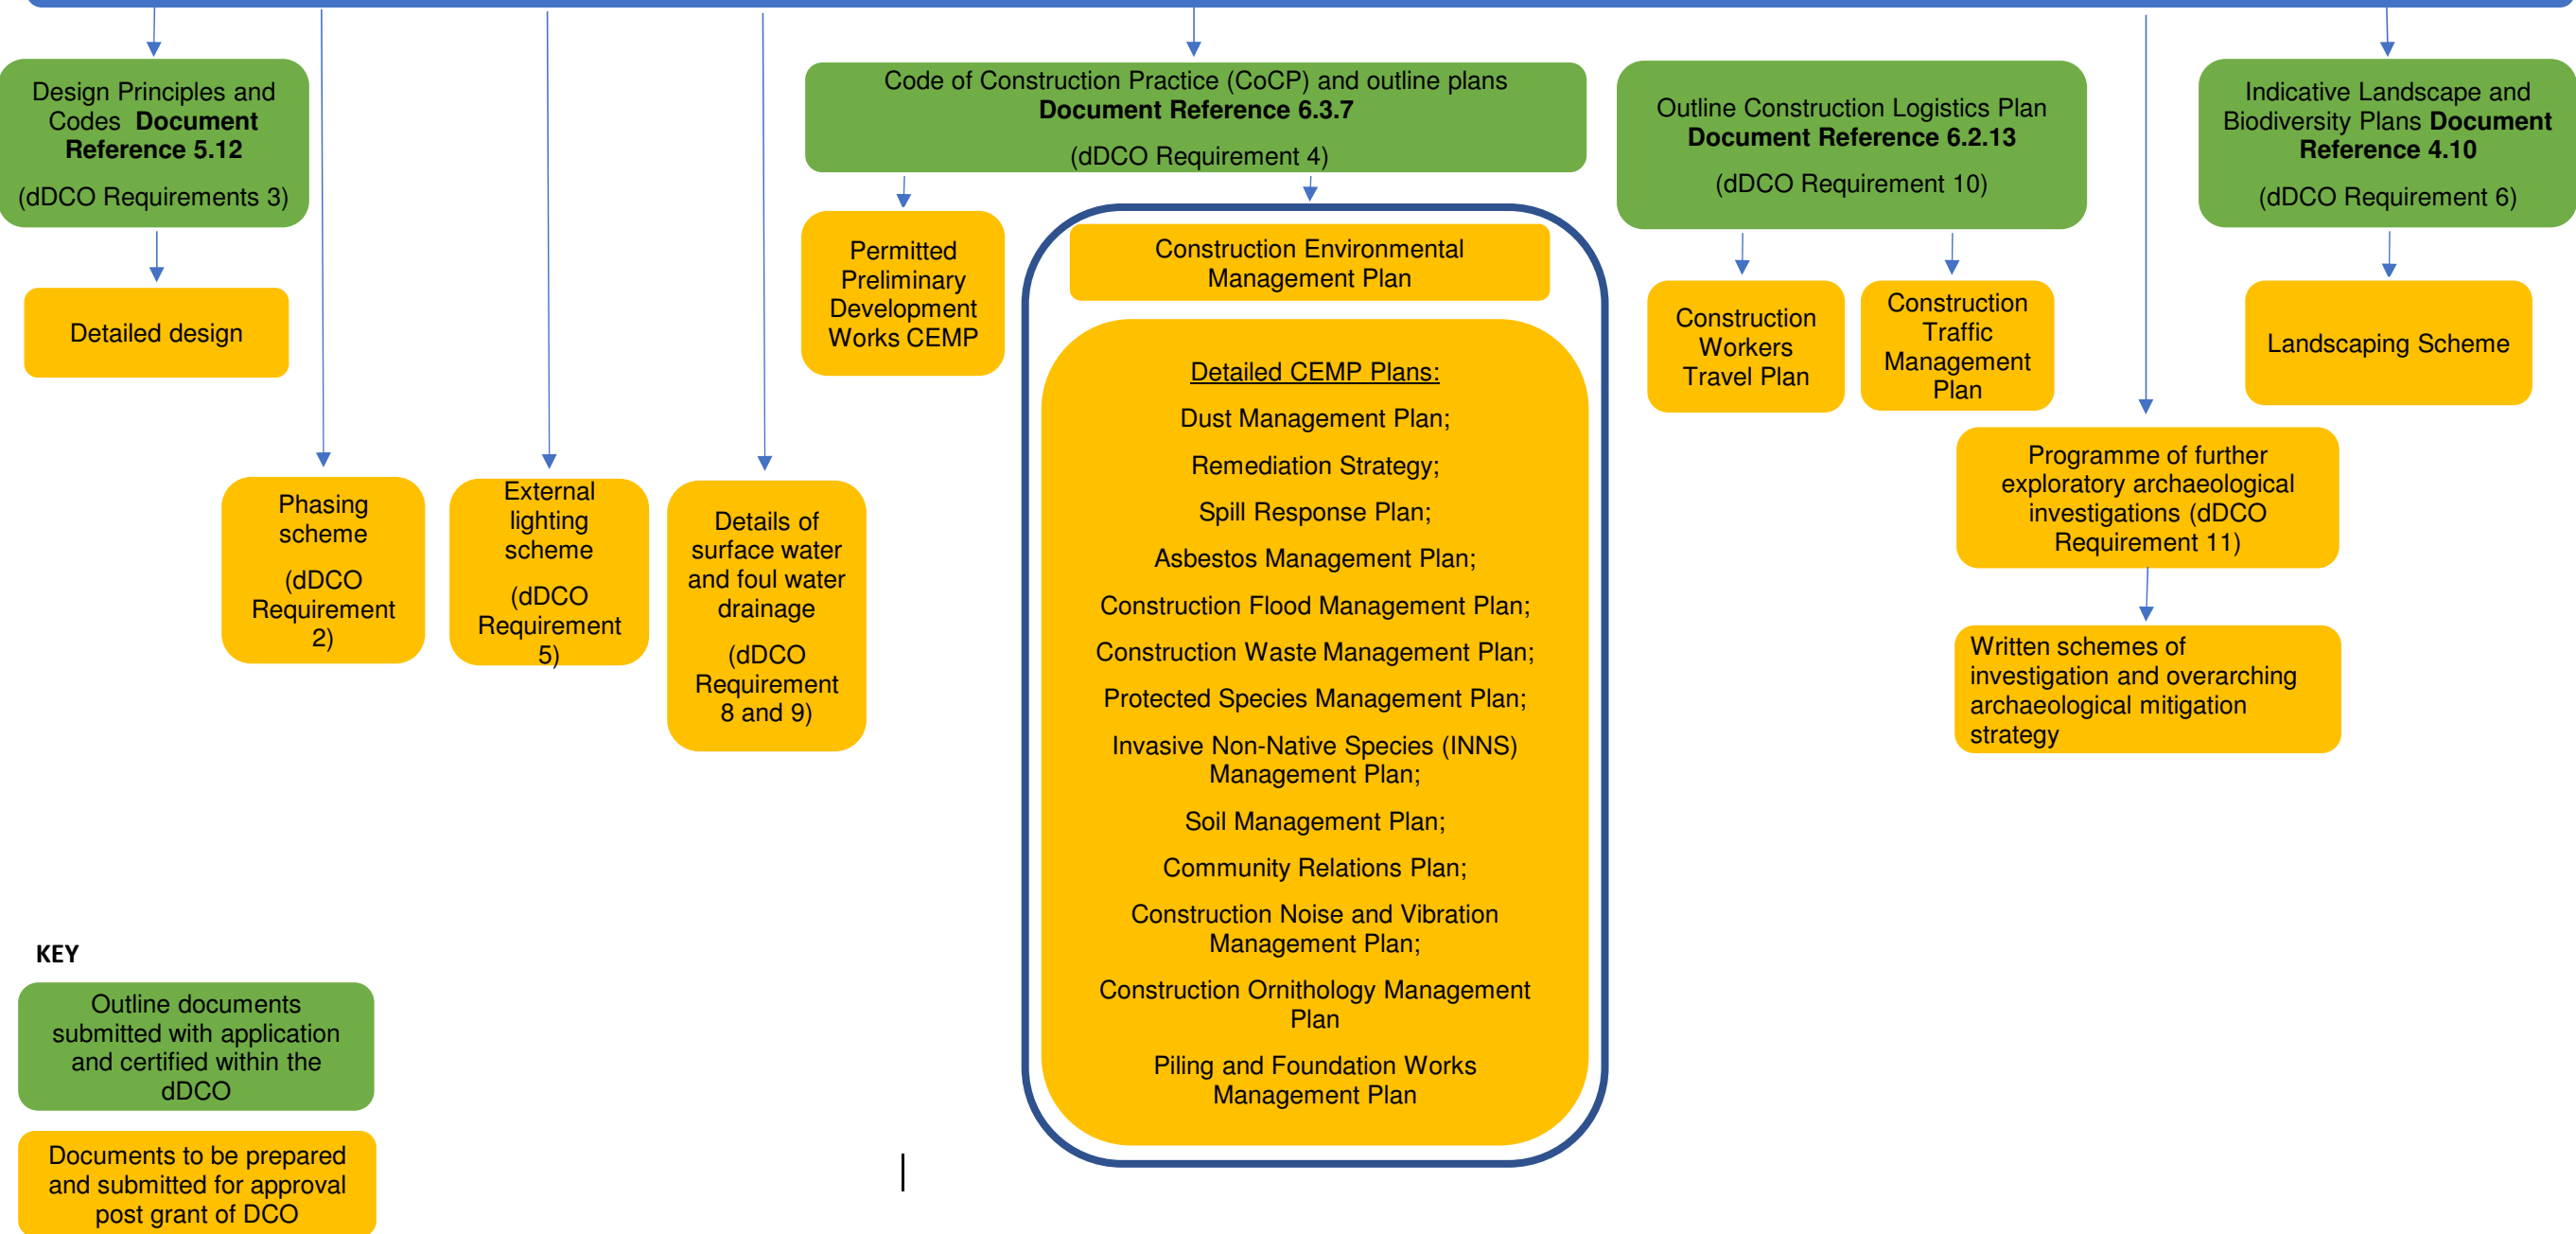 Design Principles and
Codes Document
Reference 5.12
(dDCO Requirements 3)
Detailed design
Phasing
scheme
(dDCO
Requirement
2)
External
lighting
scheme
(dDCO
Requirement
5)
Details of
surface water
and foul water
drainage
(dDCO
Requirement
8 and 9)
Code of Construction Practice (CoCP) and outline plans
Document Reference 6.3.7
(dDCO Requirement 4)
Permitted
Preliminary
Development
Works CEMP
Construction Environmental
Management Plan
Detailed CEMP Plans:
Dust Management Plan;
Remediation Strategy;
Spill Response Plan;
Asbestos Management Plan;
Construction Flood Management Plan;
Construction Waste Management Plan;
Protected Species Management Plan;
Invasive Non-Native Species (INNS)
Management Plan;
Soil Management Plan;
Community Relations Plan;
Construction Noise and Vibration
Management Plan;
Construction Ornithology Management
Plan
Piling and Foundation Works
Management Plan
Outline Construction Logistics Plan
Document Reference 6.2.13
(dDCO Requirement 10)
Construction
Workers
Travel Plan
Construction
Traffic
Management
Plan
Programme of further
exploratory archaeological
investigations (dDCO
Requirement 11)
Written schemes of
investigation and overarching
archaeological mitigation
strategy
Indicative Landscape and
Biodiversity Plans Document
Reference 4.10
(dDCO Requirement 6)
Landscaping Scheme
KEY
Outline documents
submitted with application
and certified within the
dDCO
Documents to be prepared
and submitted for approval
post grant of DCO